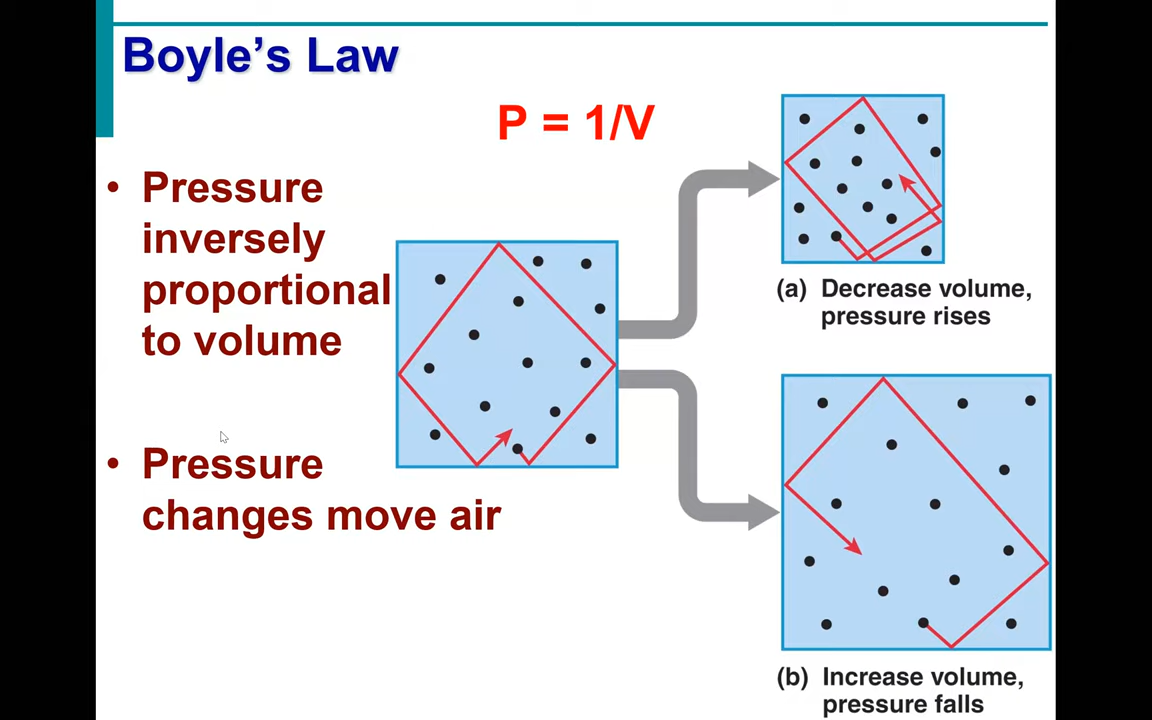 Boyle’s Law
P = 1/V
• Pressure
inversely
proportional
to volume
• Pressure
changes move air
(a) Decrease volume,
pressure rises
(b) Increase volume,
pressure falls